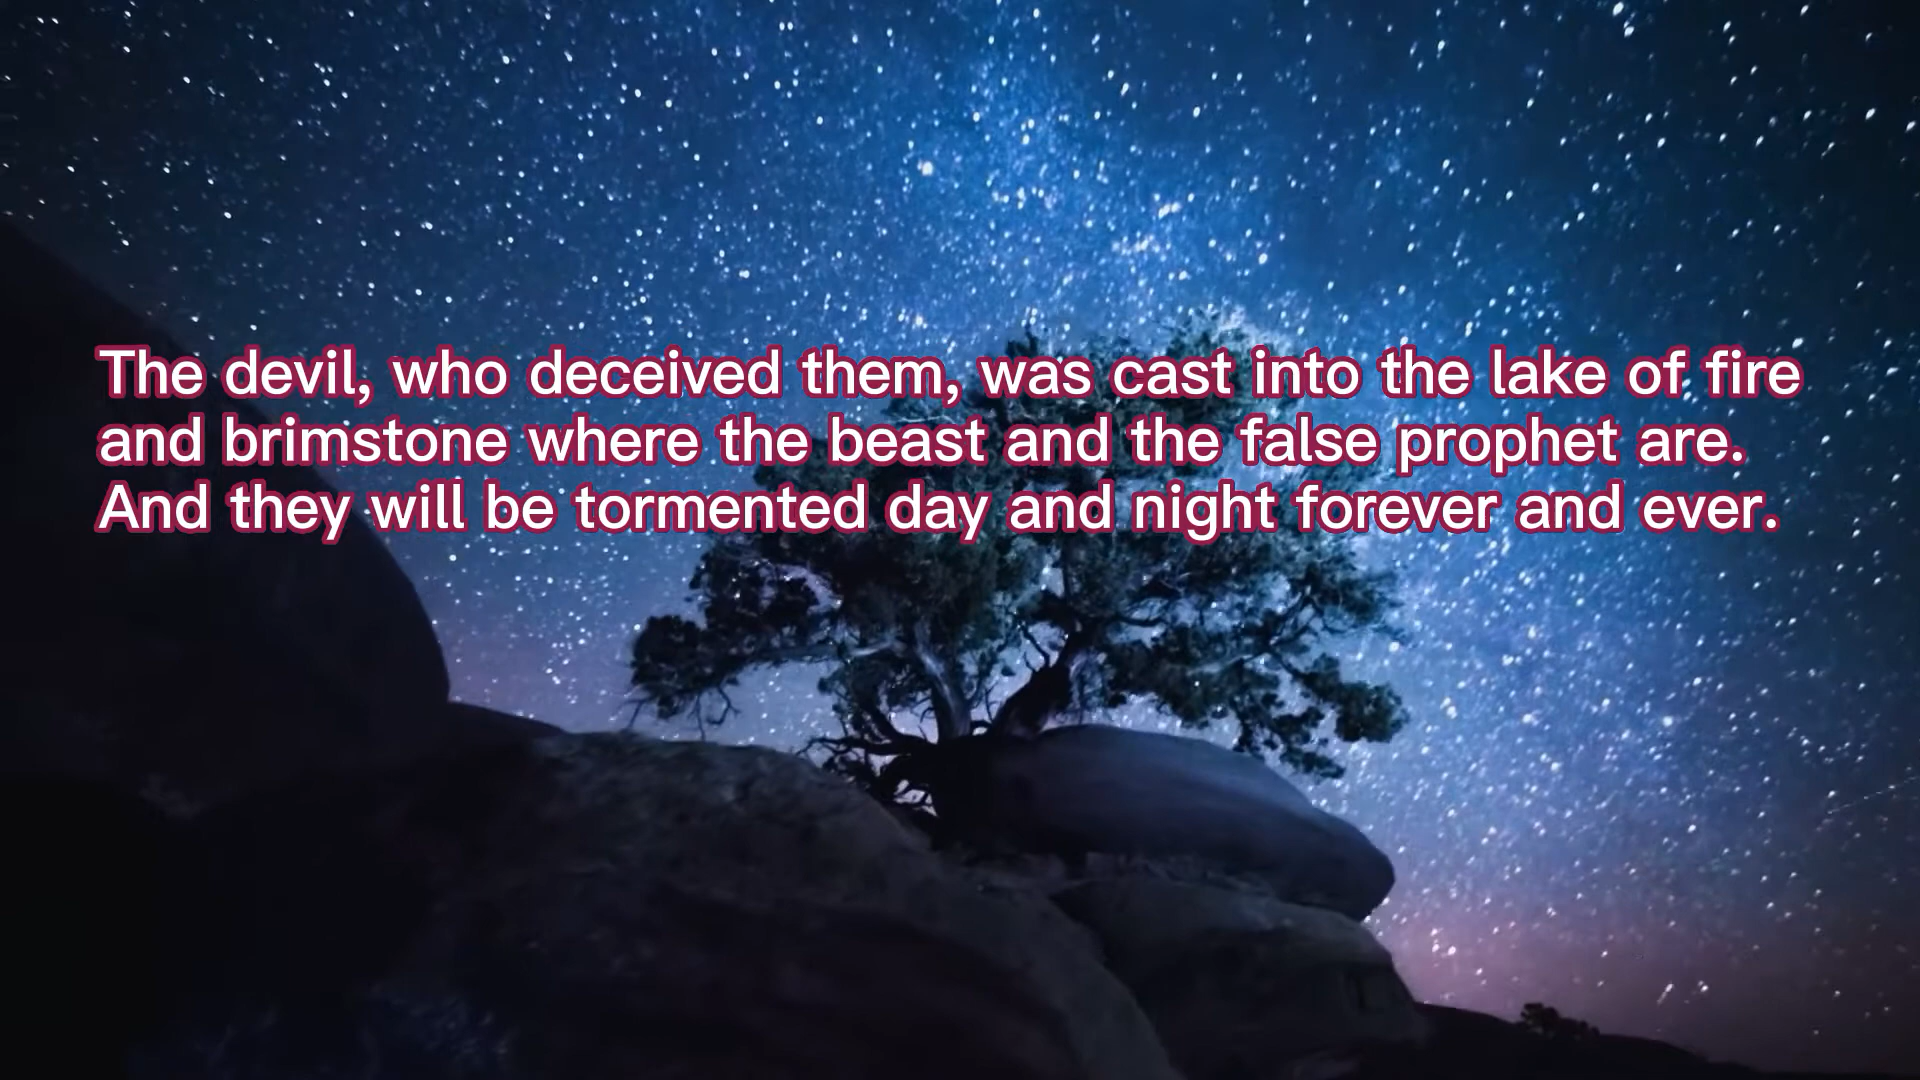 The devil, who deceived them, was cast into the lake of fire
and brimstone where the beast and the false prophet are.
And they will be tormented day and night forever and ever.